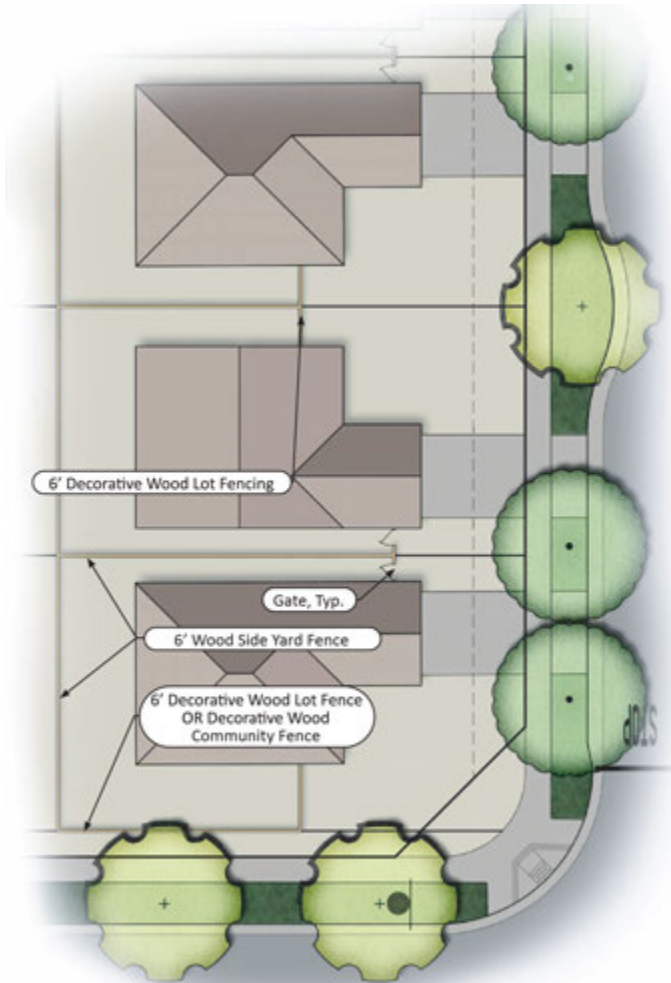 6' Decorative Wood Lot Fencing
Gate, Typ.
6' Wood Side Yard Fence
6' Decorative Wood Lot Fence
OR Decorative Wood
Community Fence
STOP